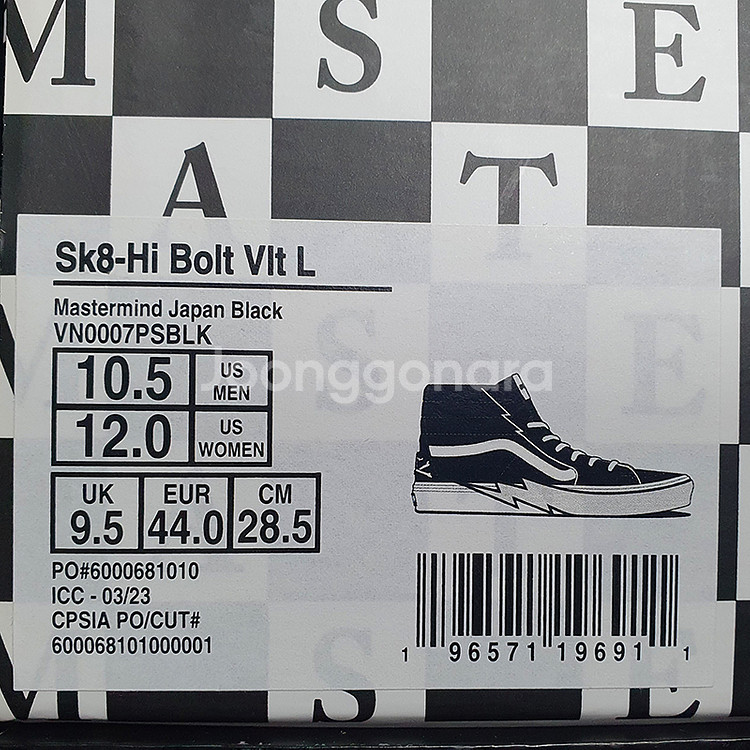 M S E
A T
Sk8-Hi Bolt Vlt L
Mastermind Japan Black
VN0007PSBLK
10.5 US MEN
12.0 US WOMEN
UK EUR CM
9.5 44.0 28.5
Joonggonara
PO#6000681010
ICC - 03/23
CPSIA PO/CUT#
600068101000001
1 96571 19691 1
M S E